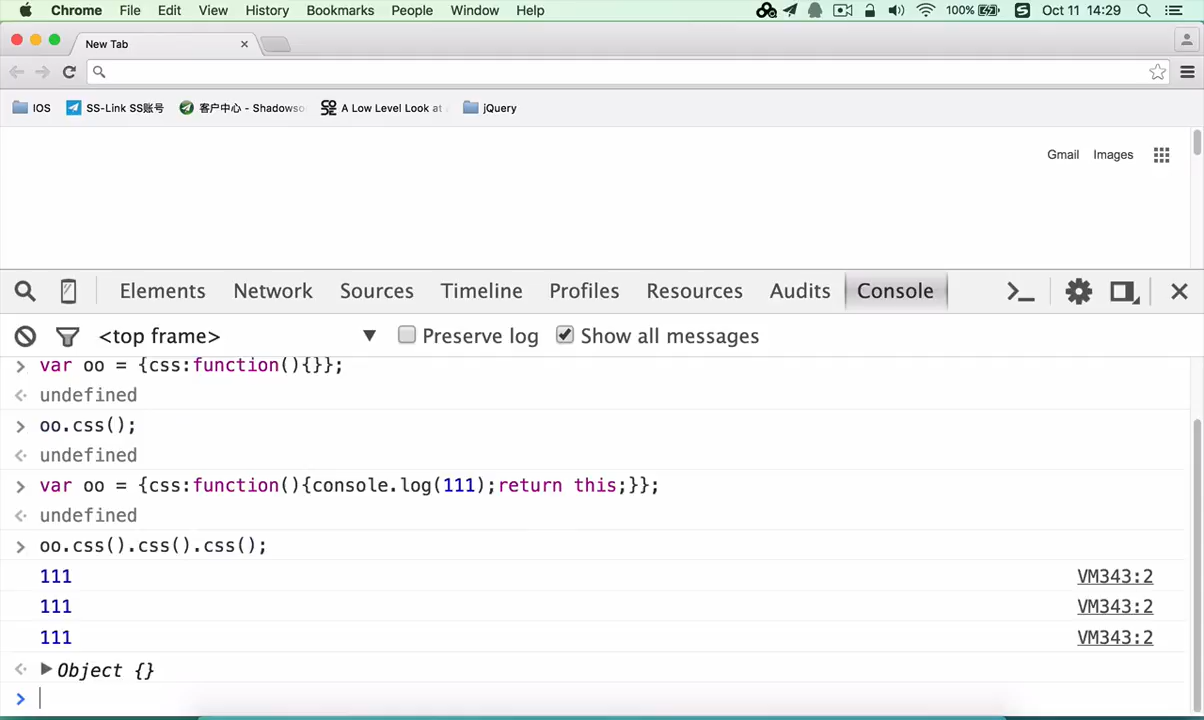 Chrome File Edit View History Bookmarks People Window Help 100% Oct 11 14:29
New Tab
IOS SS-Link SS账号 客户中心 - Shadowso A Low Level Look at jQuery
Gmail Images
Elements Network Sources Timeline Profiles Resources Audits Console
<top frame> Preserve log Show all messages
var oo = {css:function(){}};
undefined
oo.css();
undefined
var oo = {css:function(){console.log(111);return this;}};
undefined
oo.css().css().css();
111 VM343:2
111 VM343:2
111 VM343:2
Object {}